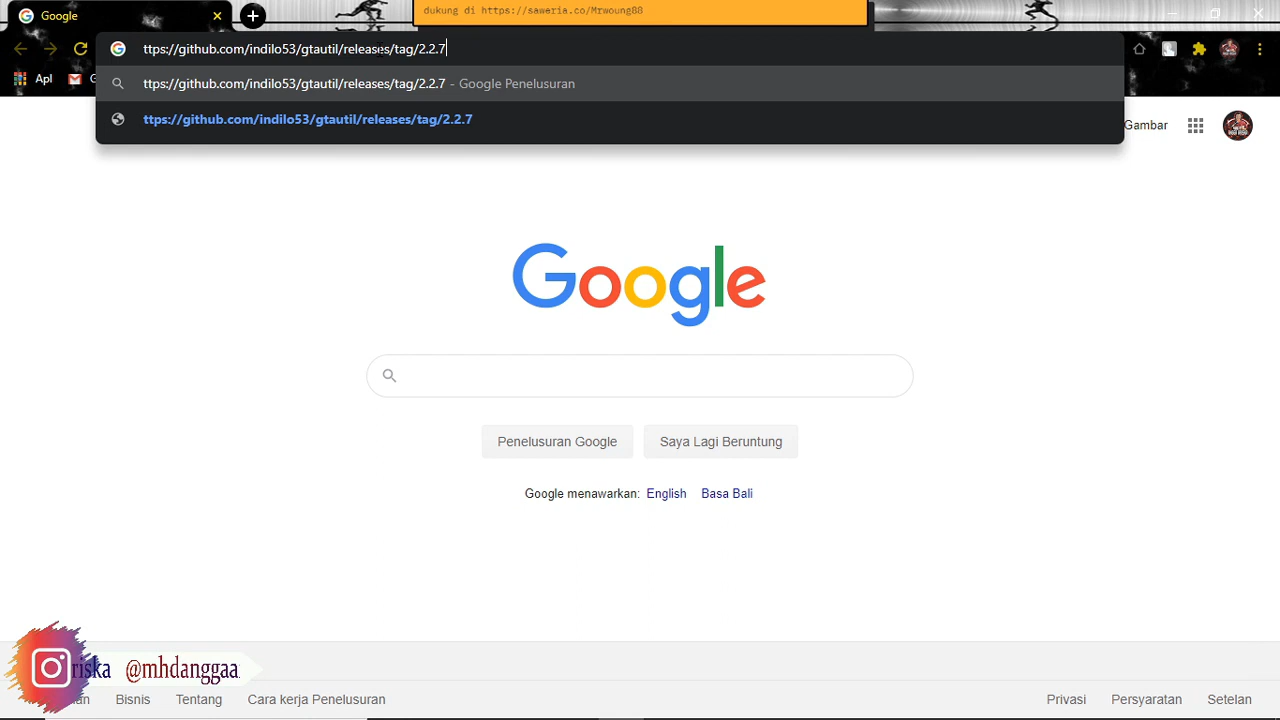 dukung di https://saweria.co/Mrwoung88
Google
ttps://github.com/indilo53/gtautil/releases/tag/2.2.7
Apl
ttps://github.com/indilo53/gtautil/releases/tag/2.2.7 - Google Penelusuran
ttps://github.com/indilo53/gtautil/releases/tag/2.2.7
Gambar
Google
Penelusuran Google Saya Lagi Beruntung
Google menawarkan: English Basa Bali
riska @mhdanggaa
Bisnis Tentang Cara kerja Penelusuran Privasi Persyaratan Setelan